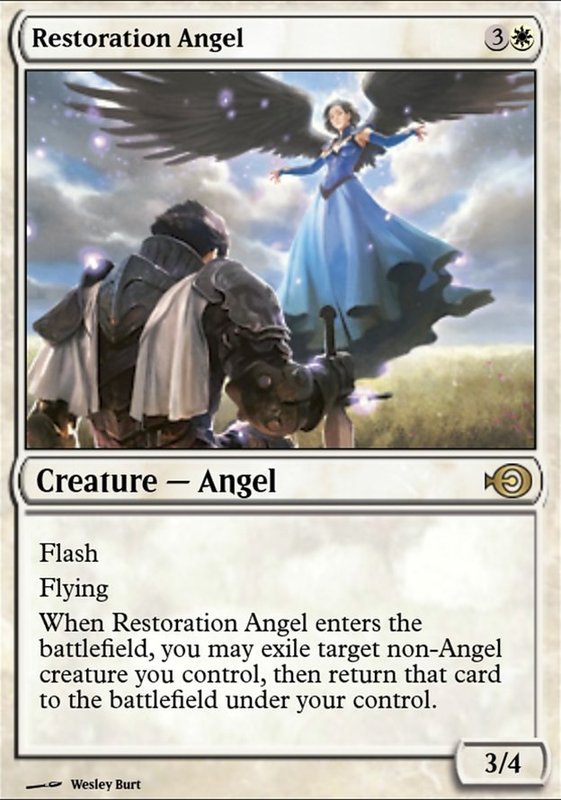 Restoration Angel 3
Creature — Angel
Flash
Flying
When Restoration Angel enters the
battlefield, you may exile target non-Angel
creature you control, then return that card
to the battlefield under your control.
3/4
Wesley Burt